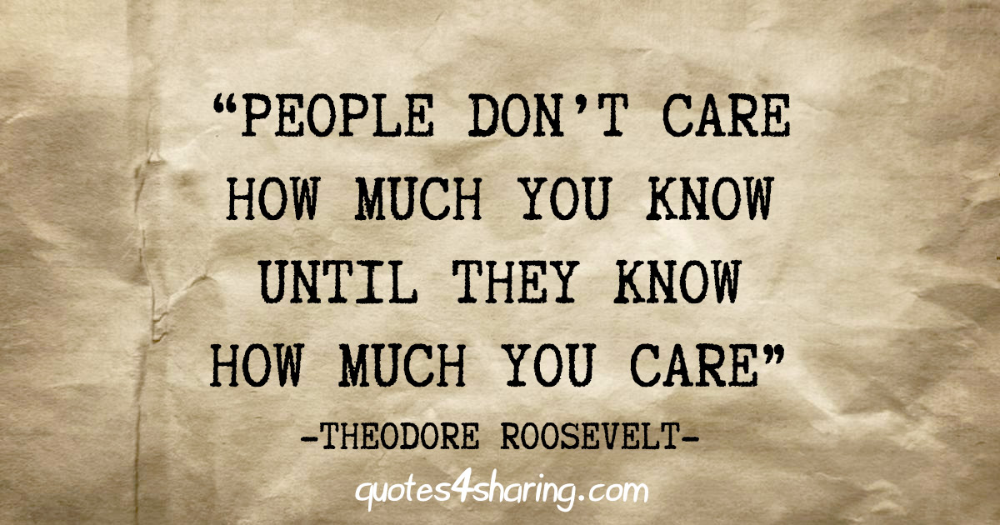 “PEOPLE DON’T CARE
HOW MUCH YOU KNOW
UNTIL THEY KNOW
HOW MUCH YOU CARE”
-THEODORE ROOSEVELT-
quotes4sharing.com